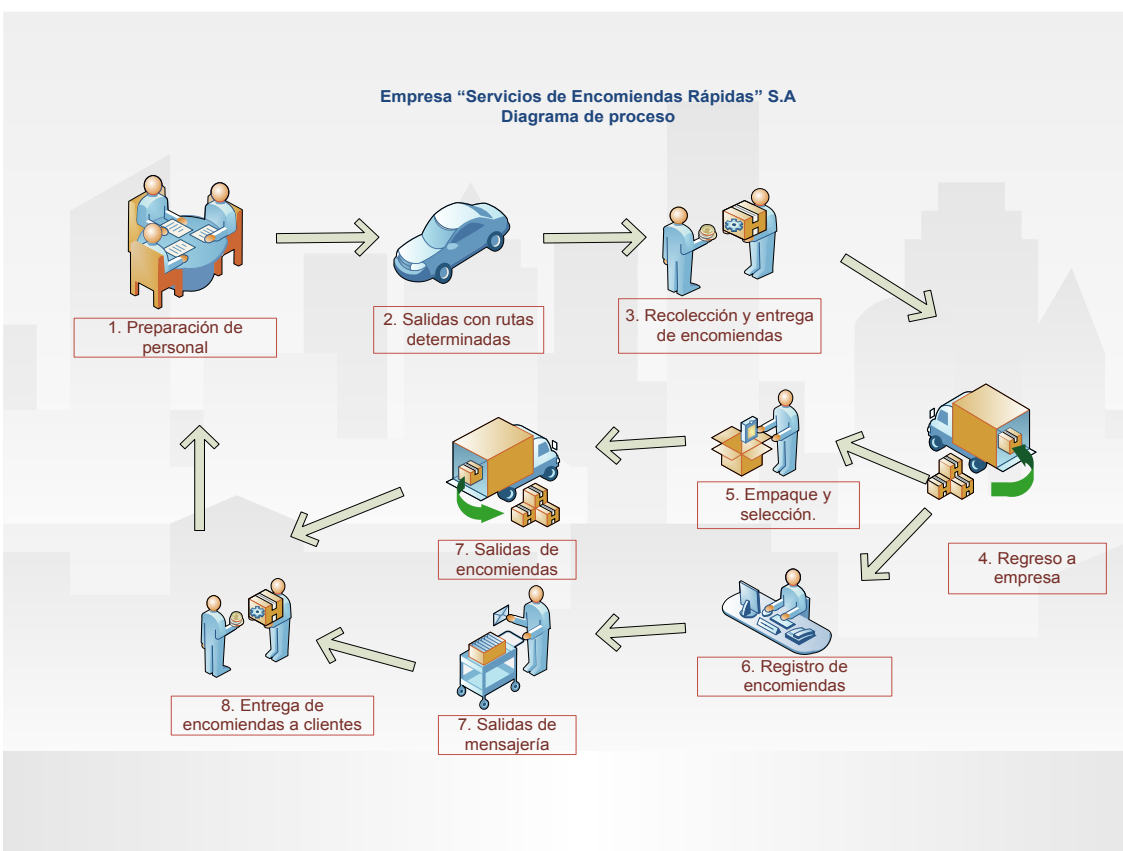 Empresa “Servicios de Encomiendas Rápidas” S.A
Diagrama de proceso
1. Preparación de
personal
2. Salidas con rutas
determinadas
3. Recolección y entrega
de encomiendas
4. Regreso a
empresa
5. Empaque y
selección.
7. Salidas de
encomiendas
6. Registro de
encomiendas
7. Salidas de
mensajería
8. Entrega de
encomiendas a clientes